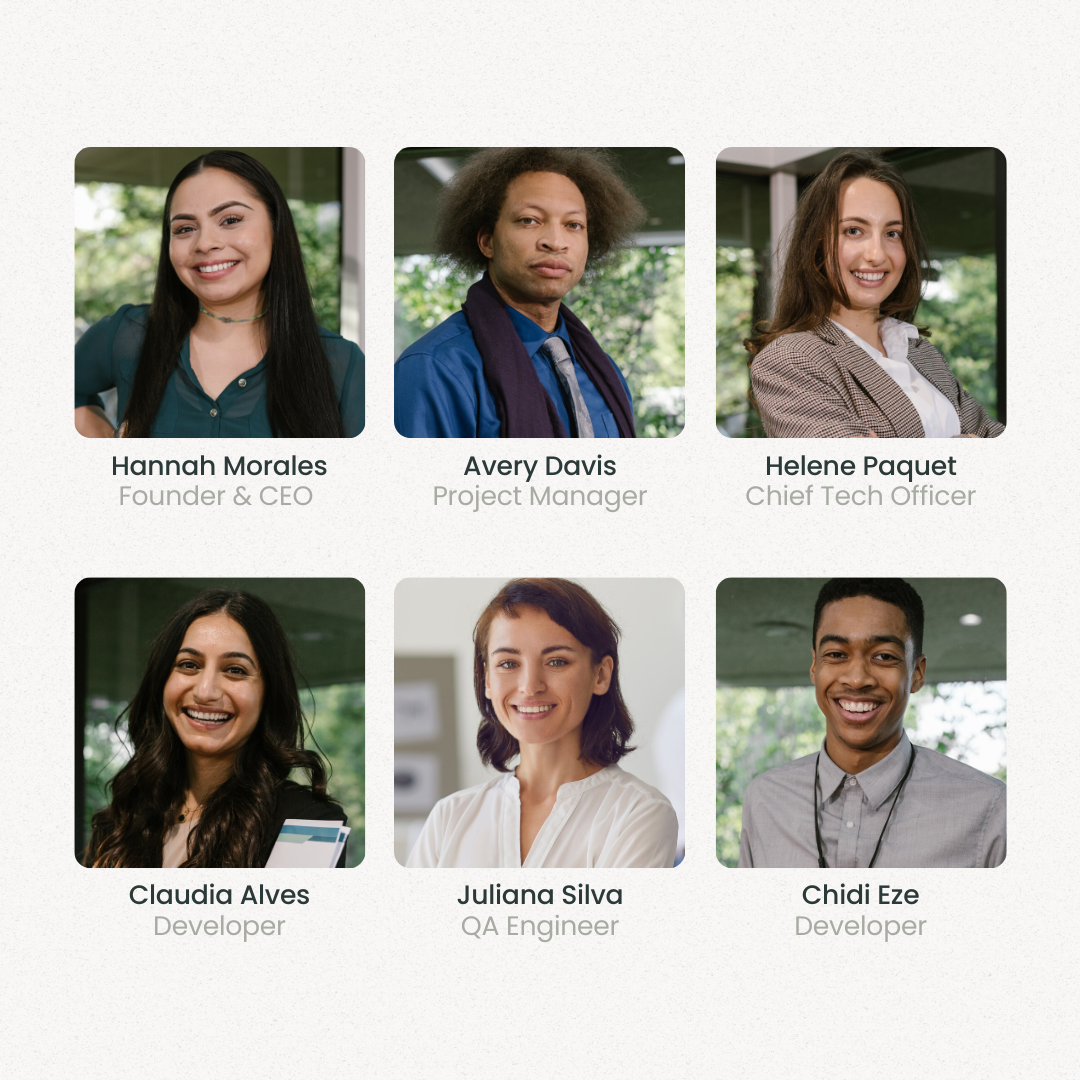 Hannah Morales
Founder & CEO
Avery Davis
Project Manager
Helene Paquet
Chief Tech Officer
Claudia Alves
Developer
Juliana Silva
QA Engineer
Chidi Eze
Developer